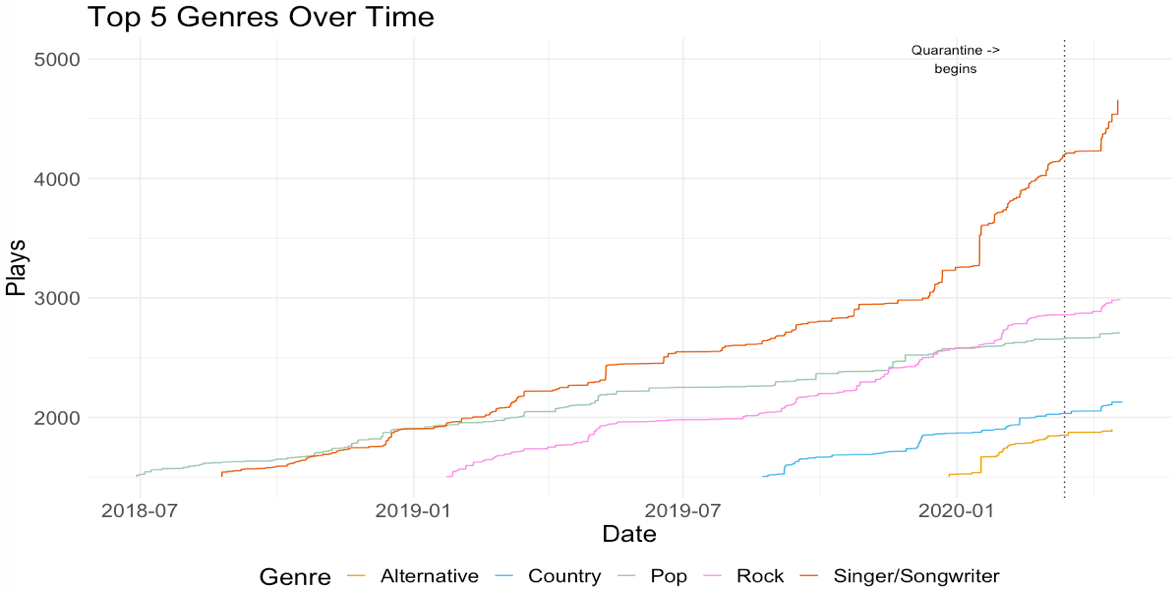 Top 5 Genres Over Time
Quarantine ->
begins
5000
4000
3000
2000
Plays
2018-07 2019-01 2019-07 2020-01
Date
Genre Alternative Country Pop Rock Singer/Songwriter